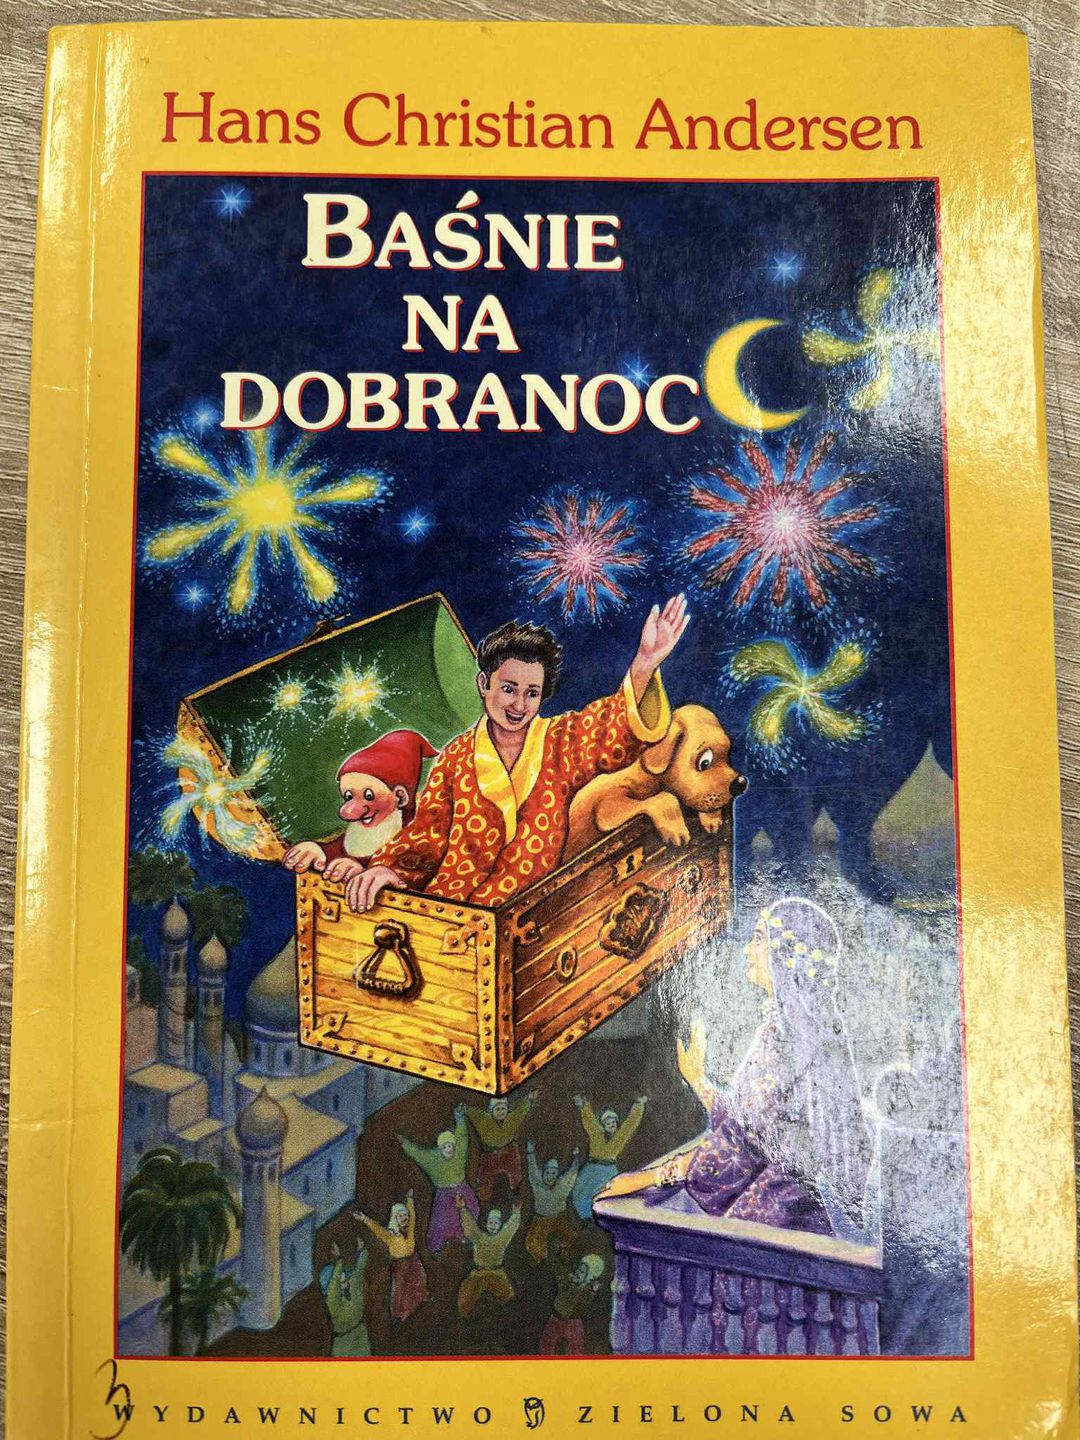 Hans Christian Andersen
BAŚNIE
NA
DOBRANOC
WYDAWNICTWO ZIELONA SOWA